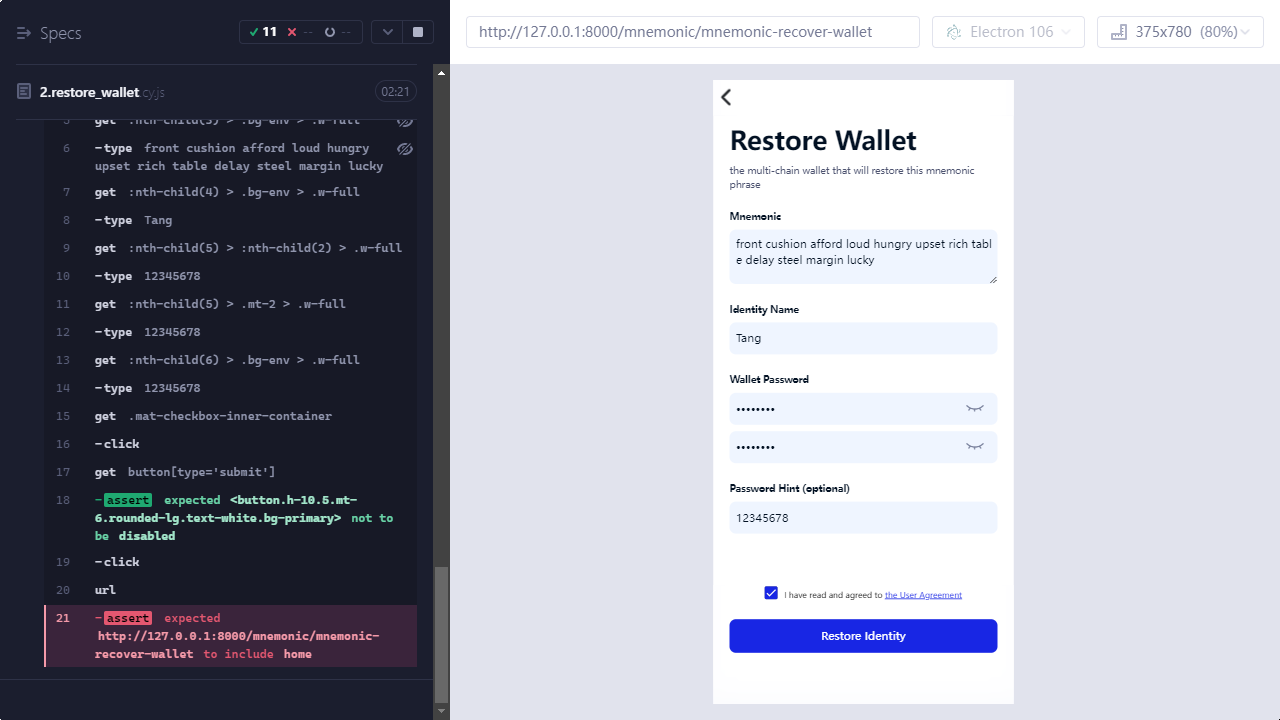 Specs
11
--
--
http://127.0.0.1:8000/mnemonic/mnemonic-recover-wallet
Electron 106
375x780 (80%)
2.restore_wallet.cy.js
02:21
5 get :nth-child(3) > .bg-env > .w-full
6 -type front cushion afford loud hungry
upset rich table delay steel margin lucky
7 get :nth-child(4) > .bg-env > .w-full
8 -type Tang
9 get :nth-child(5) > :nth-child(2) > .w-full
10 -type 12345678
11 get :nth-child(5) > .mt-2 > .w-full
12 -type 12345678
13 get :nth-child(6) > .bg-env > .w-full
14 -type 12345678
15 get .mat-checkbox-inner-container
16 -click
17 get button[type='submit']
18 -assert expected <button.h-10.5.mt-
6.rounded-lg.text-white.bg-primary> not to
be disabled
19 -click
20 url
21 -assert expected
http://127.0.0.1:8000/mnemonic/mnemonic-
recover-wallet to include home
Restore Wallet
the multi-chain wallet that will restore this mnemonic
phrase
Mnemonic
front cushion afford loud hungry upset rich tabl
e delay steel margin lucky
Identity Name
Tang
Wallet Password
••••••••
••••••••
Password Hint (optional)
12345678
I have read and agreed to the User Agreement
Restore Identity